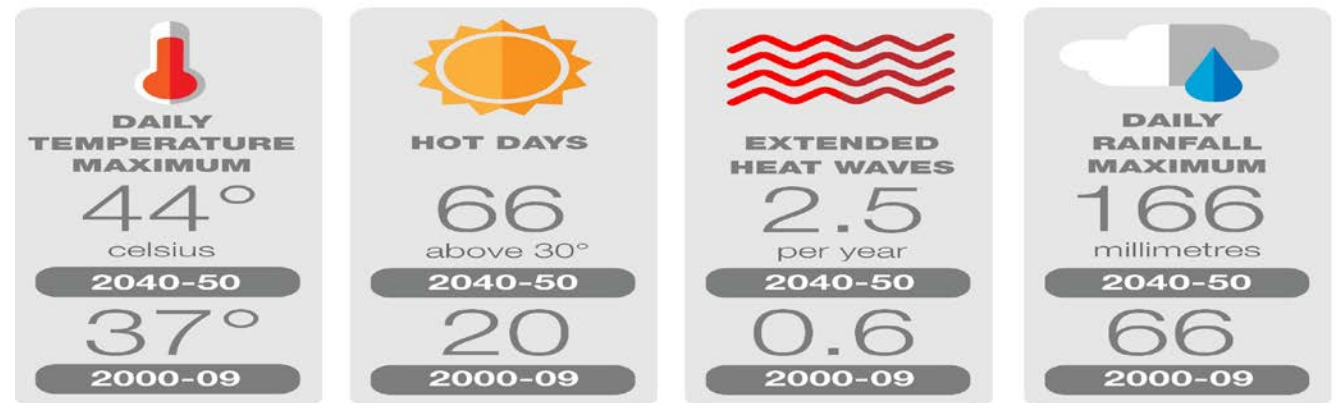 DAILY
TEMPERATURE
MAXIMUM
44°
celsius
2040-50
37°
2000-09
HOT DAYS
66
above 30°
2040-50
20
2000-09
EXTENDED
HEAT WAVES
2.5
per year
2040-50
0.6
2000-09
DAILY
RAINFALL
MAXIMUM
166
millimetres
2040-50
66
2000-09